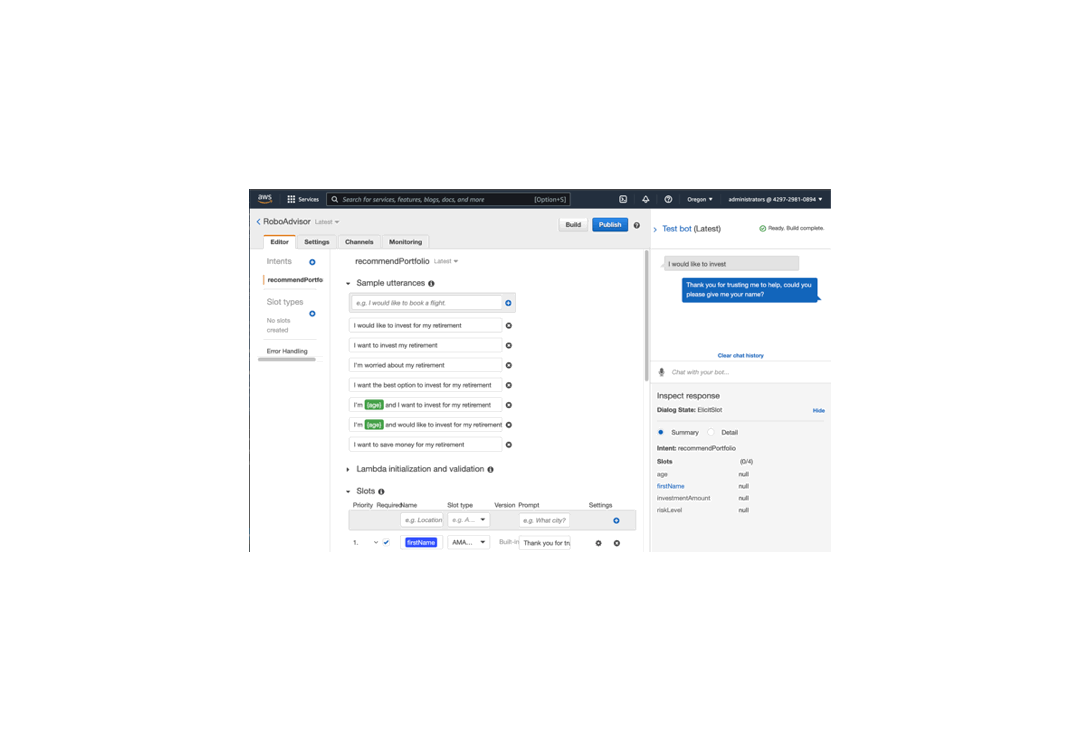 aws
Services
Search for services, features, blogs, docs, and more
[Option+S]
Oregon
administrators @ 4297-2981-0894
RoboAdvisor Latest
Build
Publish
Editor
Settings
Channels
Monitoring
Intents
recommendPortfo
Slot types
No slots
created
Error Handling
recommendPortfolio Latest
Sample utterances
e.g. I would like to book a flight.
I would like to invest for my retirement
I want to invest my retirement
I'm worried about my retirement
I want the best option to invest for my retirement
I'm {age} and I want to invest for my retirement
I'm {age} and would like to invest for my retirement
I want to save money for my retirement
Lambda initialization and validation
Slots
Priority Required Name Slot type Version Prompt Settings
e.g. Location e.g. A... e.g. What city?
1. firstName AMA... Built-in Thank you for tru
Test bot (Latest)
Ready. Build complete.
I would like to invest
Thank you for trusting me to help, could you
please give me your name?
Clear chat history
Chat with your bot...
Inspect response
Dialog State: ElicitSlot
Hide
Summary Detail
Intent: recommendPortfolio
Slots (0/4)
age null
firstName null
investmentAmount null
riskLevel null